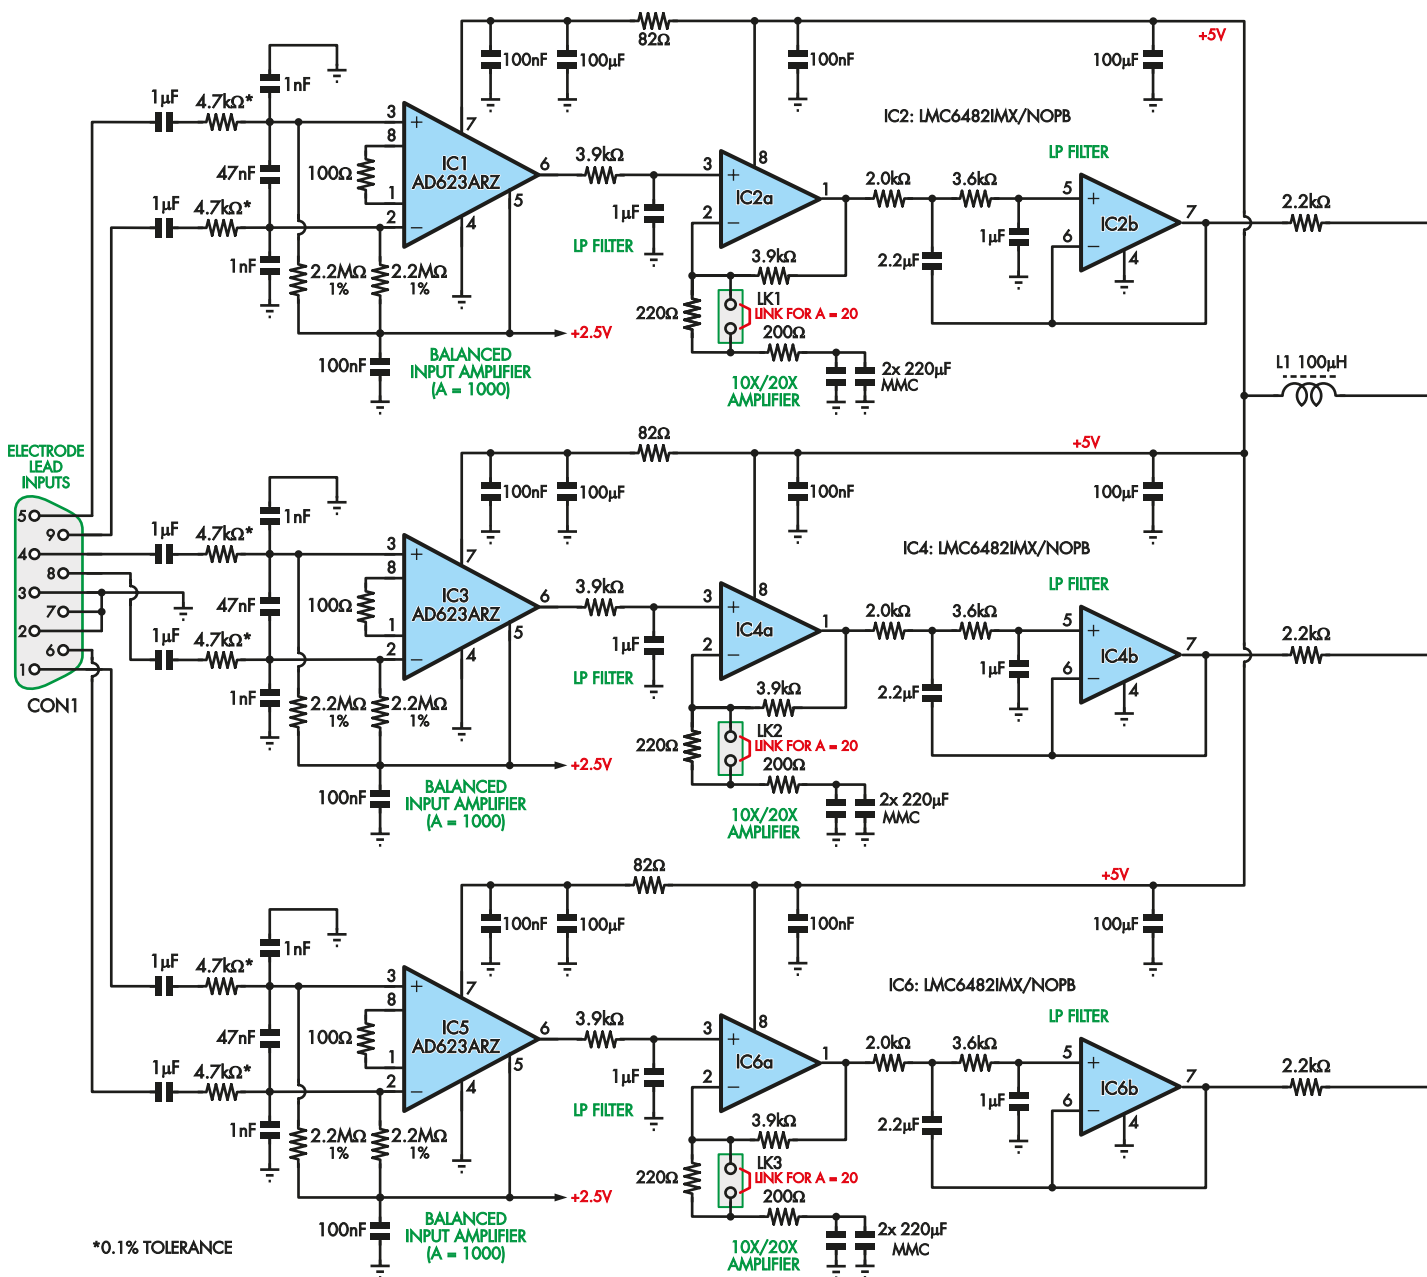 82Ω
+5V
100nF
100µF
100nF
100µF
1nF
1µF
4.7kΩ*
IC2: LMC6482IMX/NOPB
3
+
7
8
IC1
AD623ARZ
100Ω
47nF
1
2
–
6
5
4
3.9kΩ
1µF
LP FILTER
3
+
8
IC2a
2
–
1
2.0kΩ
3.6kΩ
LP FILTER
5
+
IC2b
6
–
7
4
2.2kΩ
1µF
2.2µF
1µF
4.7kΩ*
1nF
2.2MΩ
1%
2.2MΩ
1%
3.9kΩ
220Ω
LK1
LINK FOR A = 20
200Ω
+2.5V
100nF
BALANCED
INPUT AMPLIFIER
(A = 1000)
10X/20X
AMPLIFIER
2x 220µF
MMC
L1 100µH
ELECTRODE
LEAD
INPUTS
5
9
4
8
3
7
2
6
1
CON1
82Ω
+5V
100nF
100µF
100nF
100µF
1nF
1µF
4.7kΩ*
IC4: LMC6482IMX/NOPB
3
+
7
8
IC3
AD623ARZ
100Ω
47nF
1
2
–
6
5
4
3.9kΩ
1µF
LP FILTER
3
+
8
IC4a
2
–
1
2.0kΩ
3.6kΩ
LP FILTER
5
+
IC4b
6
–
7
4
2.2kΩ
1µF
2.2µF
1µF
4.7kΩ*
1nF
2.2MΩ
1%
2.2MΩ
1%
3.9kΩ
220Ω
LK2
LINK FOR A = 20
200Ω
+2.5V
100nF
BALANCED
INPUT AMPLIFIER
(A = 1000)
10X/20X
AMPLIFIER
2x 220µF
MMC
82Ω
+5V
100nF
100µF
100nF
100µF
1nF
1µF
4.7kΩ*
IC6: LMC6482IMX/NOPB
3
+
7
8
IC5
AD623ARZ
100Ω
47nF
1
2
–
6
5
4
3.9kΩ
1µF
LP FILTER
3
+
8
IC6a
2
–
1
2.0kΩ
3.6kΩ
LP FILTER
5
+
IC6b
6
–
7
4
2.2kΩ
1µF
2.2µF
1µF
4.7kΩ*
1nF
2.2MΩ
1%
2.2MΩ
1%
3.9kΩ
220Ω
LK3
LINK FOR A = 20
200Ω
+2.5V
100nF
BALANCED
INPUT AMPLIFIER
(A = 1000)
10X/20X
AMPLIFIER
2x 220µF
MMC
*0.1% TOLERANCE